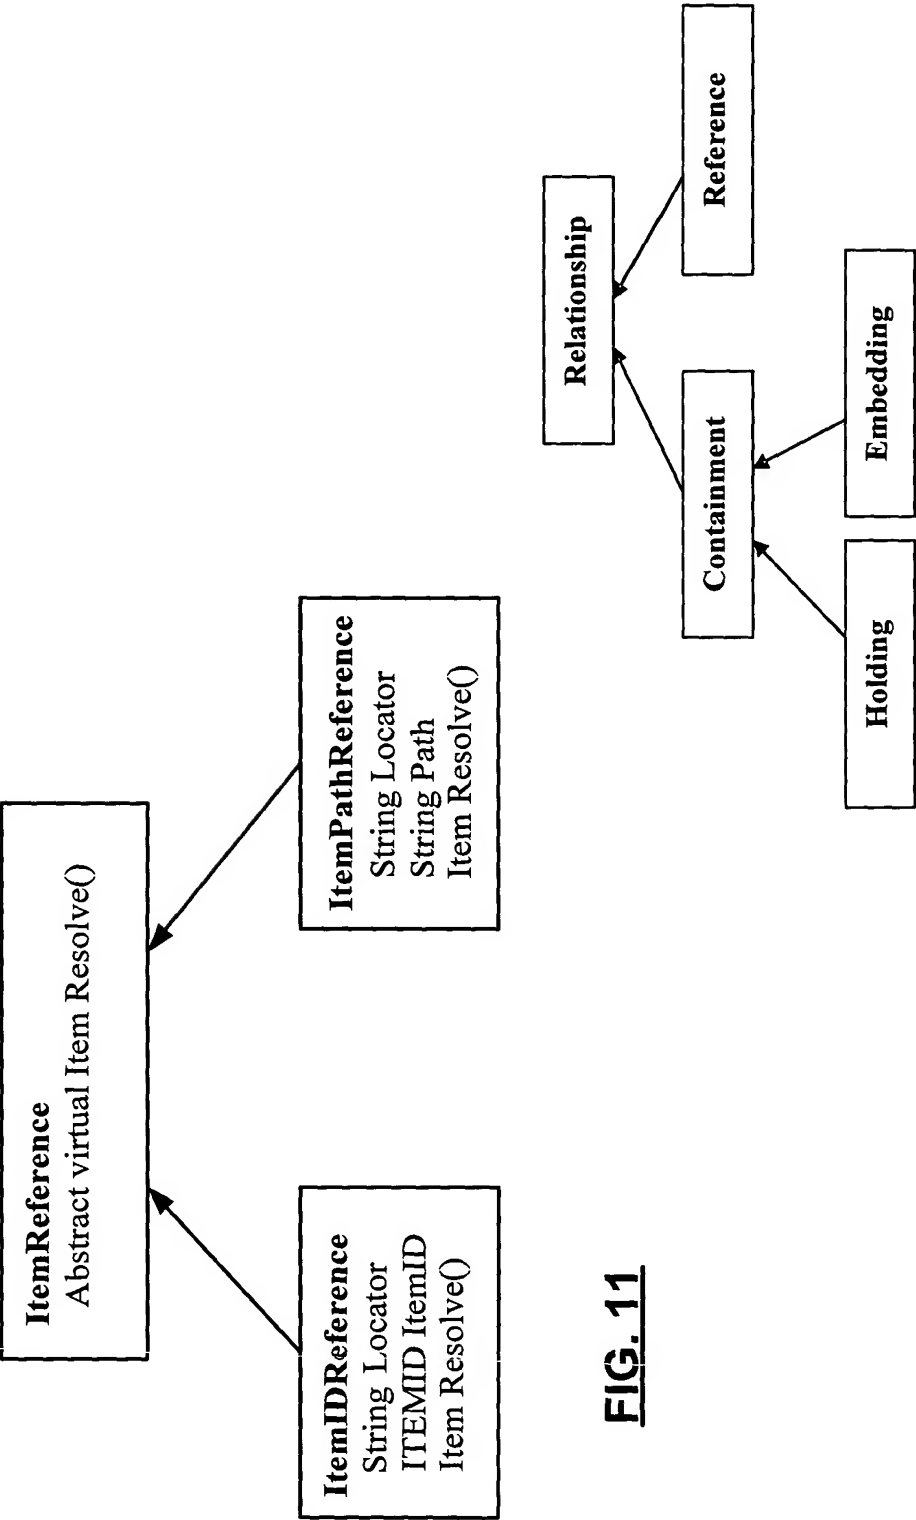 ItemReference
Abstract virtual Item Resolve()
ItemIDReference
String Locator
ITEMID ItemID
Item Resolve()
ItemPathReference
String Locator
String Path
Item Resolve()
Relationship
Containment
Reference
Holding
Embedding
FIG. 11